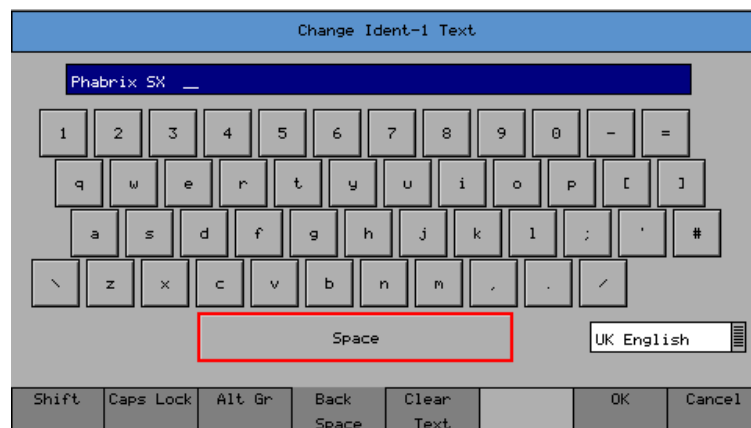 Change Ident-1 Text
Phabrix SX __
1 2 3 4 5 6 7 8 9 0 - =
q w e r t y u i o p [ ]
a s d f g h j k l ; ' #
\ z x c v b n m , . /
Space
UK English
Shift Caps Lock Alt Gr Back Space Clear Text OK Cancel